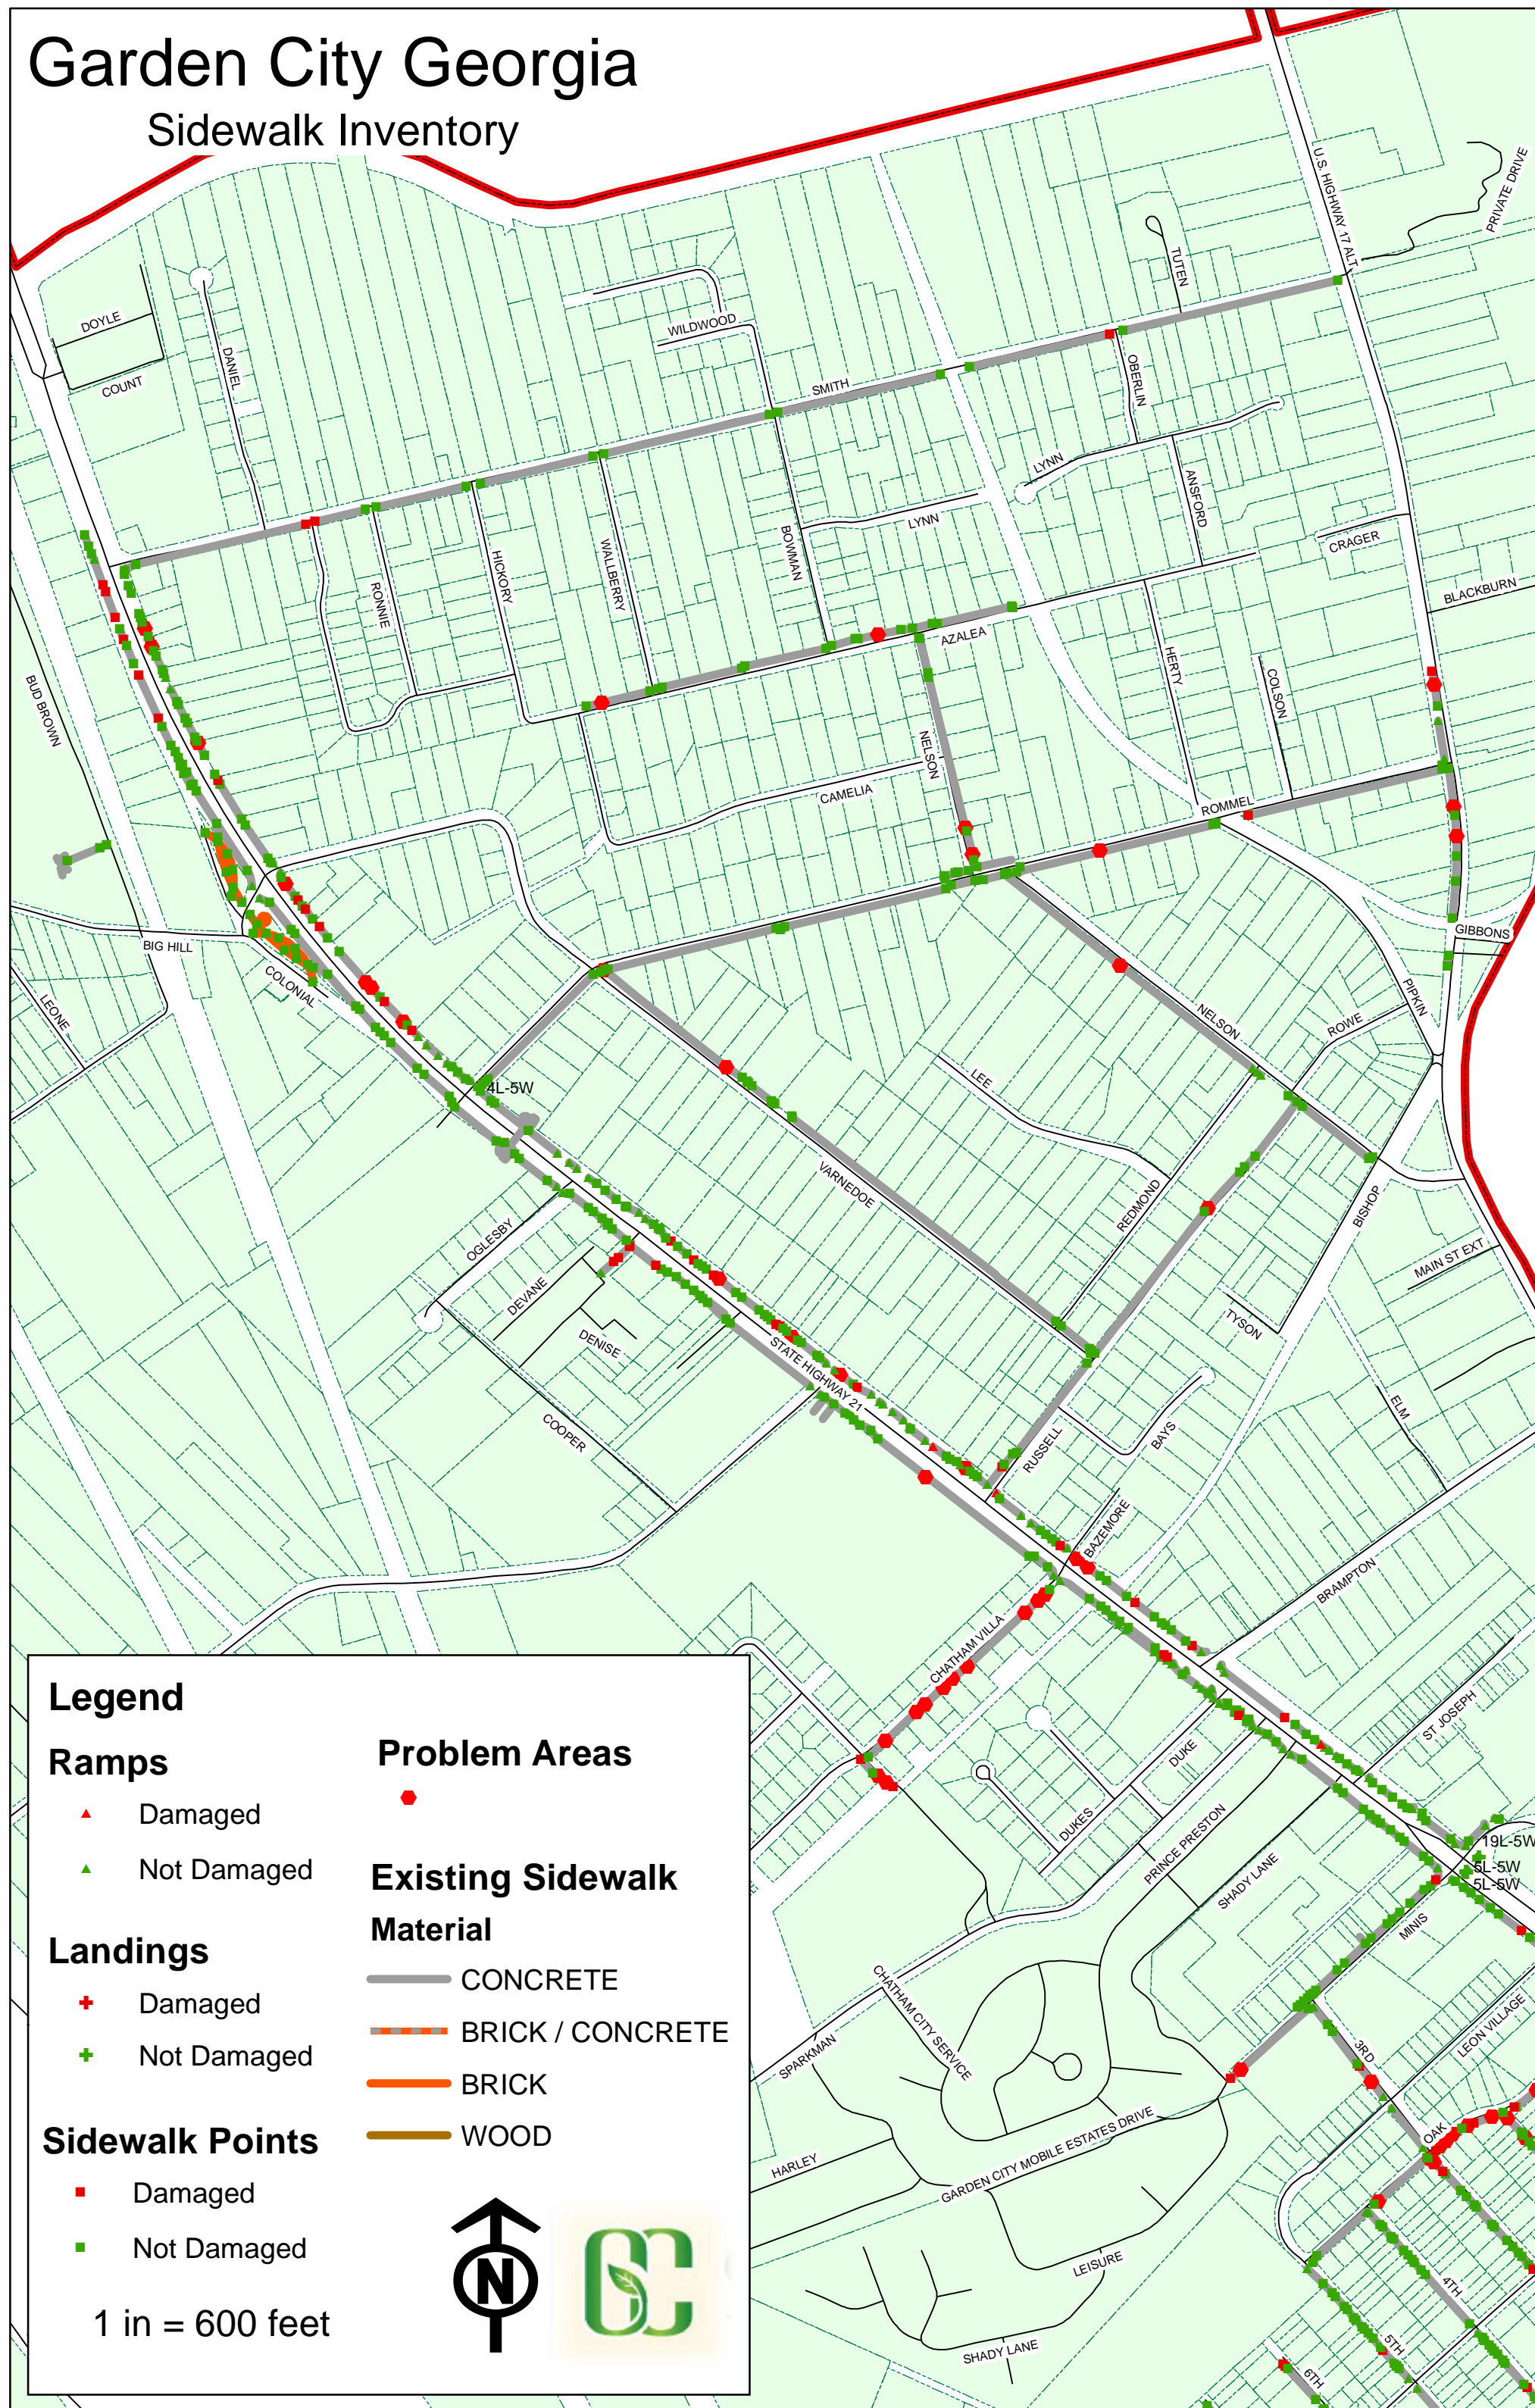 Garden City Georgia
Sidewalk Inventory
U.S. HIGHWAY 17 ALT
PRIVATE DRIVE
TUTEN
DOYLE
COUNT
DANIEL
WILDWOOD
SMITH
OBERLIN
LYNN
ANSFORD
LYNN
CRAGER
BLACKBURN
BOWMAN
WALLBERRY
HICKORY
RONNIE
AZALEA
HERTY
COLSON
BUD BROWN
NELSON
CAMELIA
ROMMEL
GIBBONS
BIG HILL
COLONIAL
LEONE
PIPKIN
NELSON
ROWE
4L-5W
LEE
VARNEDOE
REDMOND
BISHOP
OGLESBY
MAIN ST EXT
DEVANE
DENISE
TYSON
STATE HIGHWAY 21
COOPER
ELM
BAYS
RUSSELL
BAZEMORE
BRAMPTON
CHATHAM VILLA
ST JOSEPH
DUKE
DUKES
PRINCE PRESTON
SHADY LANE
19L-5W
5L-5W
5L-5W
MINIS
CHATHAM CITY SERVICE
SPARKMAN
3RD
LEON VILLAGE
OAK
GARDEN CITY MOBILE ESTATES DRIVE
HARLEY
LEISURE
4TH
SHADY LANE
5TH
6TH
Legend
Ramps
Damaged
Not Damaged
Landings
Damaged
Not Damaged
Sidewalk Points
Damaged
Not Damaged
1 in = 600 feet
Problem Areas
Existing Sidewalk
Material
CONCRETE
BRICK / CONCRETE
BRICK
WOOD
N
GC